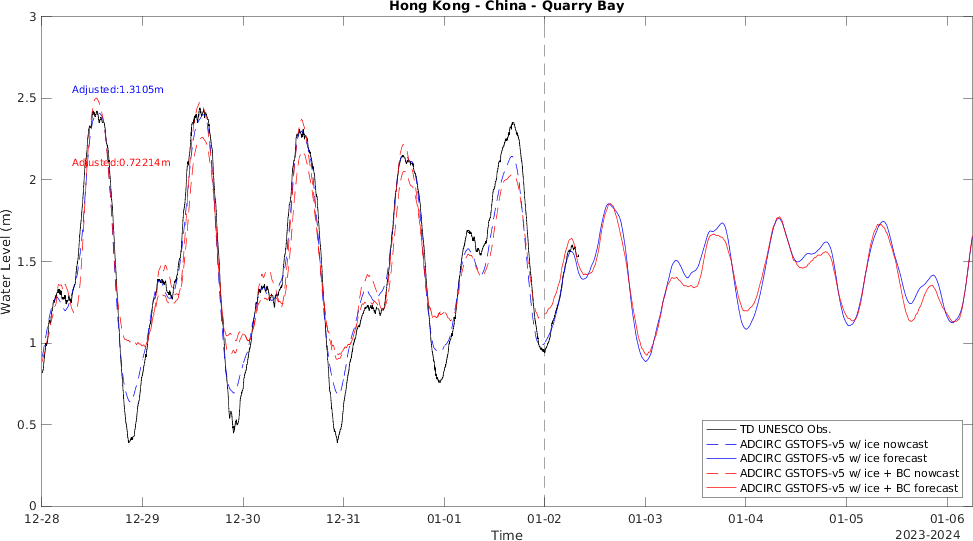 Hong Kong - China - Quarry Bay
3
2.5
2
1.5
1
0.5
0
Water Level (m)
Adjusted:1.3105m
Adjusted:0.72214m
TD UNESCO Obs.
ADCIRC GSTOFS-v5 w/ ice nowcast
ADCIRC GSTOFS-v5 w/ ice forecast
ADCIRC GSTOFS-v5 w/ ice + BC nowcast
ADCIRC GSTOFS-v5 w/ ice + BC forecast
12-28 12-29 12-30 12-31 01-01 01-02 01-03 01-04 01-05 01-06
Time
2023-2024